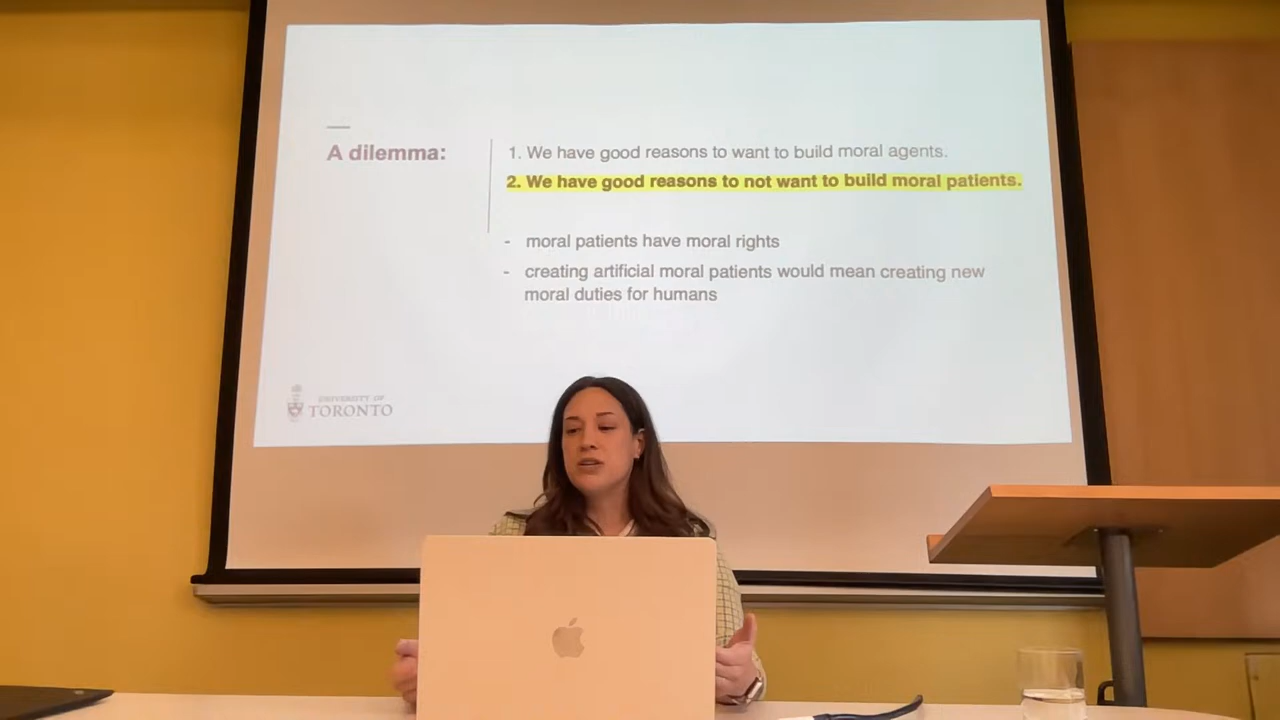 A dilemma:
1. We have good reasons to want to build moral agents.
2. We have good reasons to not want to build moral patients.
- moral patients have moral rights
- creating artificial moral patients would mean creating new
moral duties for humans
UNIVERSITY OF
TORONTO